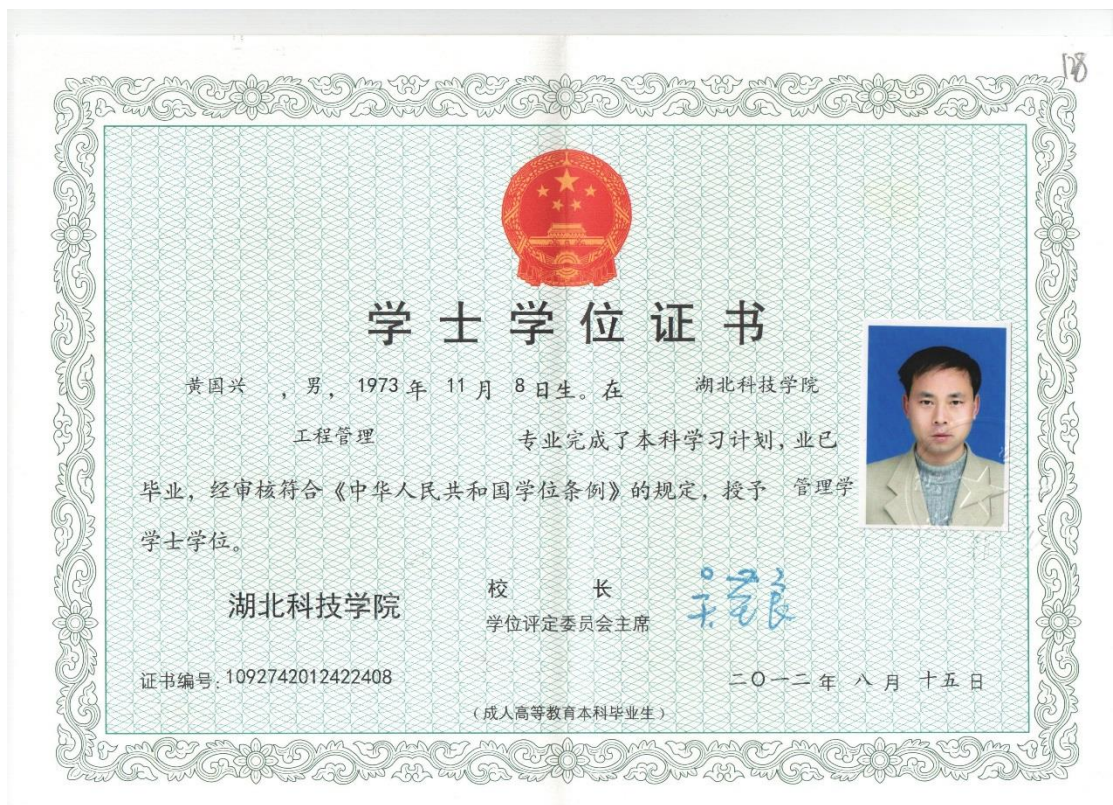 128
学士学位证书
黄国兴 ，男，1973 年 11 月 8 日生。在 湖北科技学院
工程管理 专业完成了本科学习计划，业已
毕业，经审核符合《中华人民共和国学位条例》的规定，授予 管理学
学士学位。
湖北科技学院 校 长
学位评定委员会主席
证书编号：1092742012422408 二〇一二 年 八 月 十五 日
（成人高等教育本科毕业生）